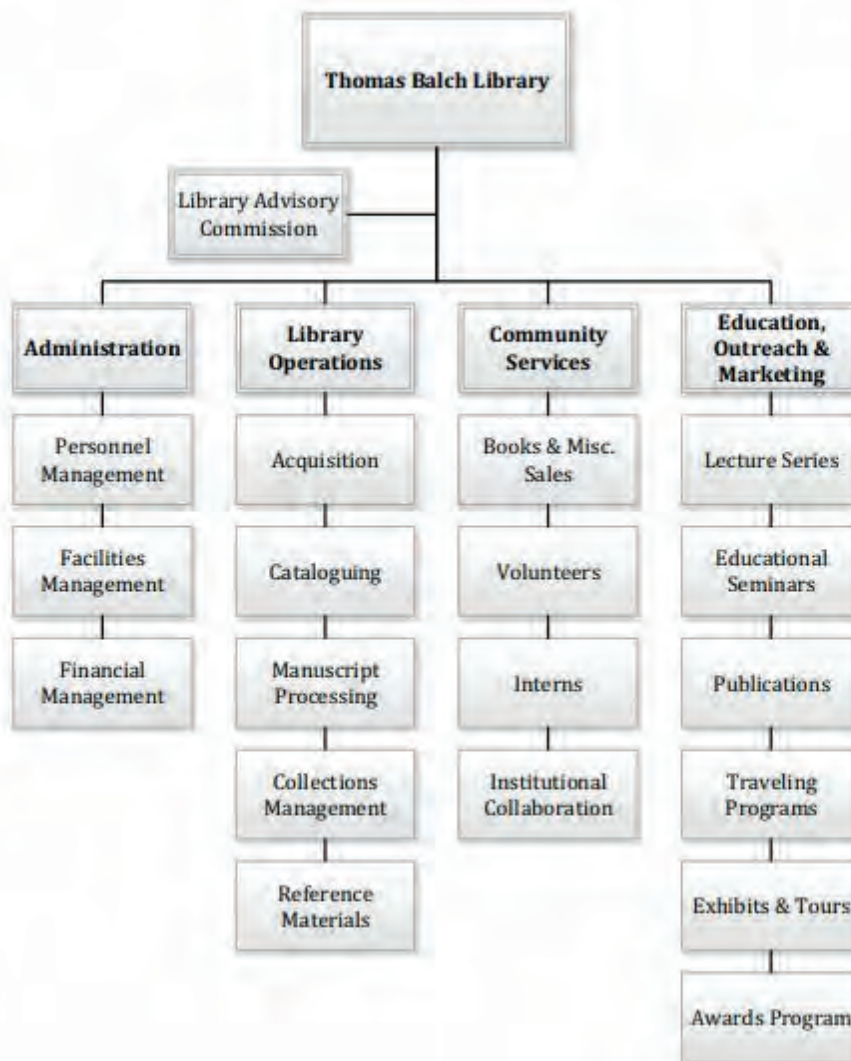 Thomas Balch Library
Library Advisory
Commission
Administration
Personnel
Management
Facilities
Management
Financial
Management
Library
Operations
Acquisition
Cataloguing
Manuscript
Processing
Collections
Management
Reference
Materials
Community
Services
Books & Misc.
Sales
Volunteers
Interns
Institutional
Collaboration
Education,
Outreach &
Marketing
Lecture Series
Educational
Seminars
Publications
Traveling
Programs
Exhibits & Tours
Awards Program